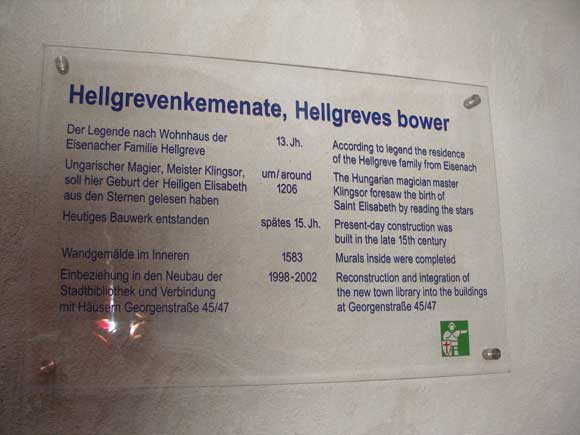 Hellgrevenkemenate, Hellgreves bower
Der Legende nach Wohnhaus der
Eisenacher Familie Hellgreve
13. Jh.
According to legend the residence
of the Hellgreve family from Eisenach
Ungarischer Magier, Meister Klingsor,
soll hier Geburt der Heiligen Elisabeth
aus den Sternen gelesen haben
um/around
1206
The Hungarian magician master
Klingsor foresaw the birth of
Saint Elisabeth by reading the stars
Heutiges Bauwerk entstanden
spätes 15. Jh.
Present-day construction was
built in the late 15th century
Wandgemälde im Inneren
1583
Murals inside were completed
Einbeziehung in den Neubau der
Stadtbibliothek und Verbindung
mit Häusern Georgenstraße 45/47
1998-2002
Reconstruction and integration of
the new town library into the buildings
at Georgenstraße 45/47